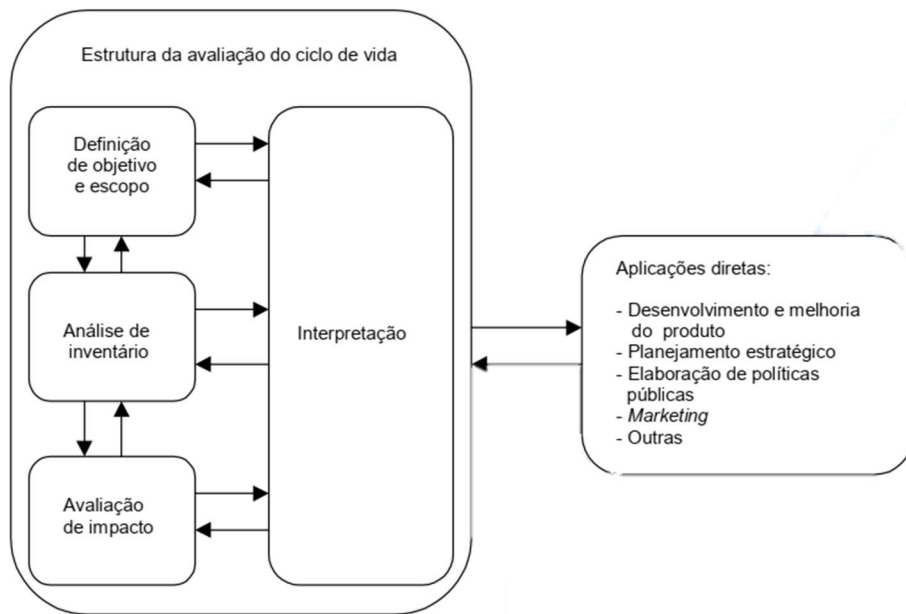 Estrutura da avaliação do ciclo de vida
Definição
de objetivo
e escopo
Análise de
inventário
Avaliação
de impacto
Interpretação
Aplicações diretas:
- Desenvolvimento e melhoria
do produto
- Planejamento estratégico
- Elaboração de políticas
públicas
- Marketing
- Outras